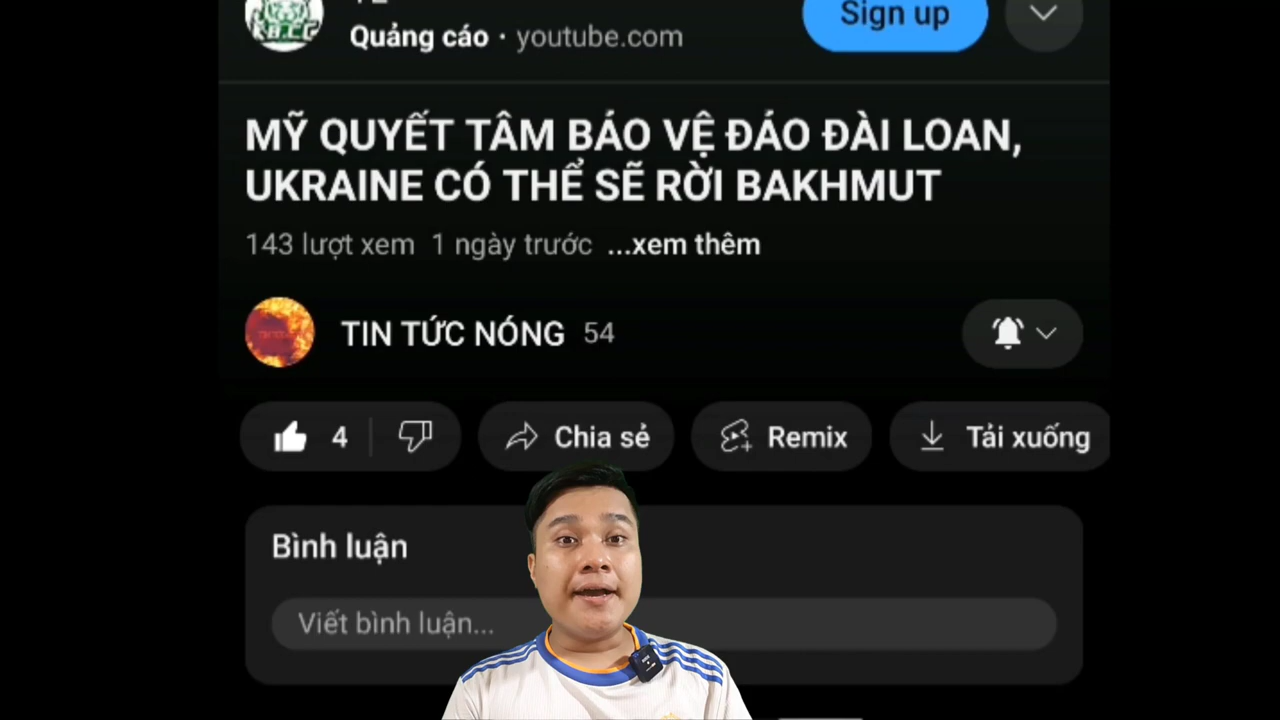 Sign up
Quảng cáo · youtube.com
MỸ QUYẾT TÂM BẢO VỆ ĐẢO ĐÀI LOAN,
UKRAINE CÓ THỂ SẼ RỜI BAKHMUT
143 lượt xem 1 ngày trước ...xem thêm
TIN TỨC NÓNG 54
4
Chia sẻ
Remix
Tải xuống
Bình luận
Viết bình luận...